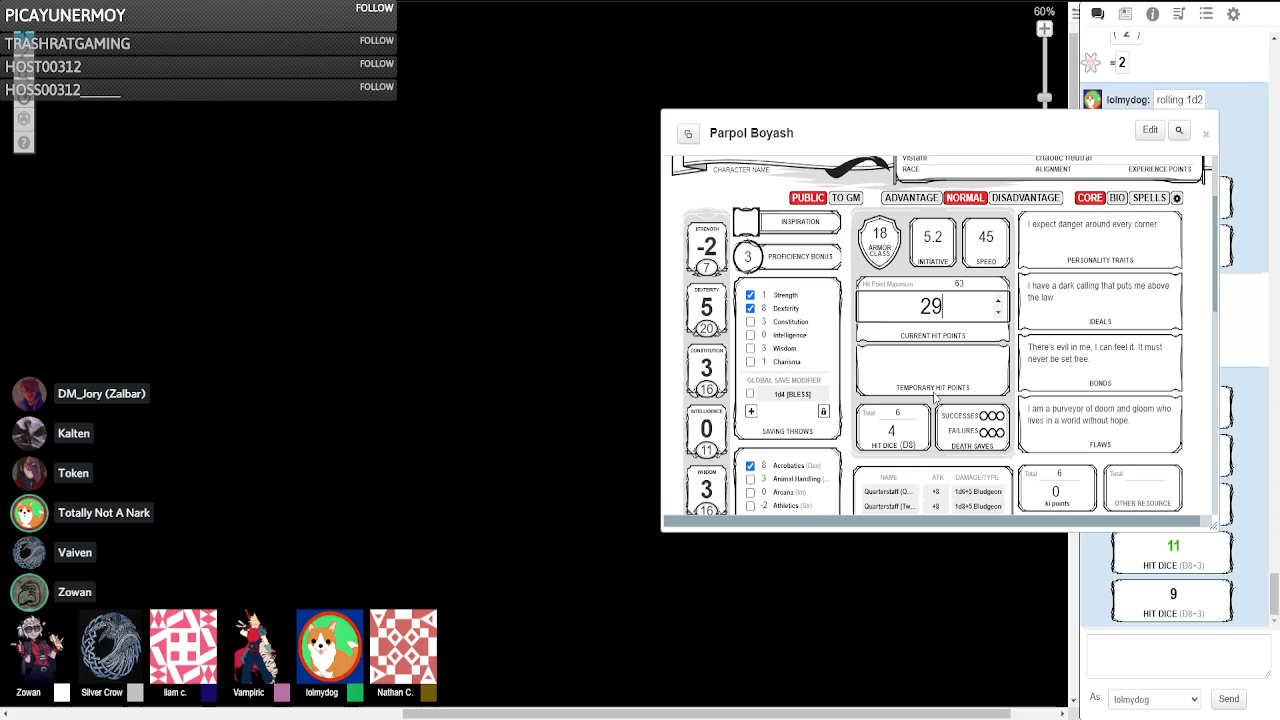 PICAYUNERMOY
FOLLOW
TRASHRATGAMING
FOLLOW
HOST00312
FOLLOW
HOSS00312_____
FOLLOW
60%
( 2 )
=2
lolmydog: rolling 1d2
Parpol Boyash
Edit
CHARACTER NAME
Vistani
chaotic neutral
RACE
ALIGNMENT
EXPERIENCE POINTS
PUBLIC TO GM
ADVANTAGE NORMAL DISADVANTAGE
CORE BIO SPELLS
STRENGTH
-2
7
DEXTERITY
5
20
CONSTITUTION
3
16
INTELLIGENCE
0
11
WISDOM
3
16
INSPIRATION
3 PROFICIENCY BONUS
1 Strength
8 Dexterity
3 Constitution
0 Intelligence
3 Wisdom
1 Charisma
GLOBAL SAVE MODIFIER
1d4 [BLESS]
SAVING THROWS
8 Acrobatics (Dex)
3 Animal Handling (...
0 Arcana (Int)
-2 Athletics (Str)
18
ARMOR
CLASS
5.2
INITIATIVE
45
SPEED
Hit Point Maximum 63
29
CURRENT HIT POINTS
TEMPORARY HIT POINTS
Total 6
4
HIT DICE (D8)
SUCCESSES
FAILURES
DEATH SAVES
NAME ATK DAMAGE/TYPE
Quarterstaff (O... +8 1d6+5 Bludgeon
Quarterstaff (Tw... +8 1d8+5 Bludgeon
I expect danger around every corner.
PERSONALITY TRAITS
I have a dark calling that puts me above
the law
IDEALS
There's evil in me, I can feel it. It must
never be set free.
BONDS
I am a purveyor of doom and gloom who
lives in a world without hope.
FLAWS
Total 6
0
ki points
Total
OTHER RESOURCE
11
HIT DICE (D8+3)
9
HIT DICE (D8+3)
DM_Jory (Zalbar)
Kalten
Token
Totally Not A Nark
Vaiven
Zowan
Zowan
Silver Crow
liam c.
Vampiric
lolmydog
Nathan C.
As: lolmydog
Send